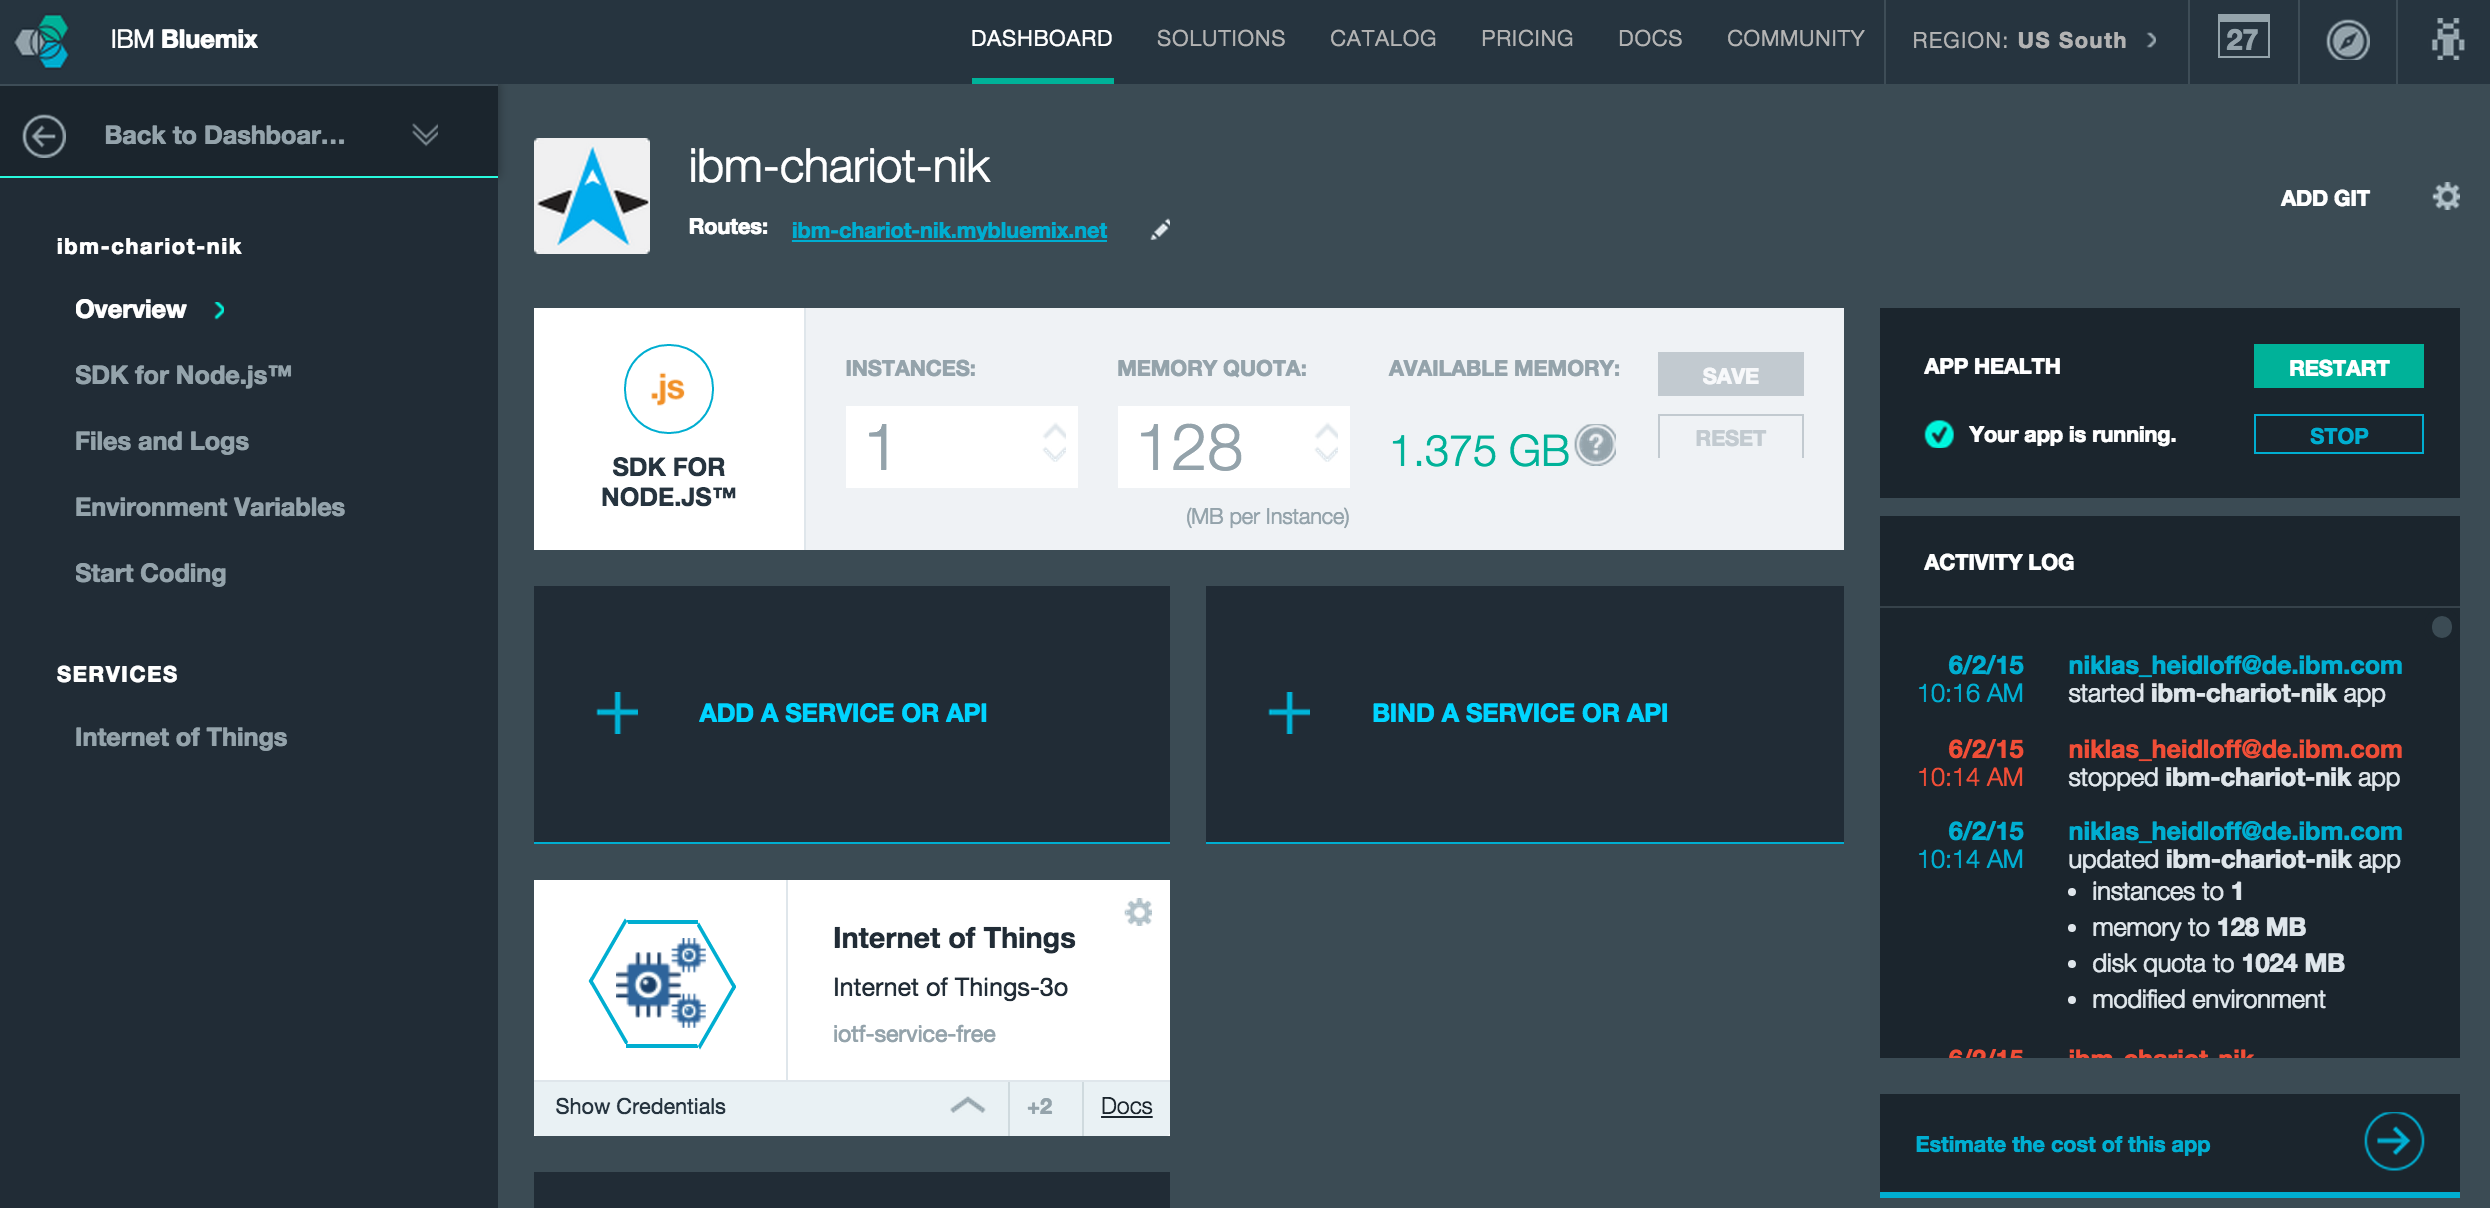 IBM Bluemix
DASHBOARD SOLUTIONS CATALOG PRICING DOCS COMMUNITY REGION: US South 27
Back to Dashboar...
ibm-chariot-nik
Overview
SDK for Node.js™
Files and Logs
Environment Variables
Start Coding
SERVICES
Internet of Things
ibm-chariot-nik
Routes: ibm-chariot-nik.mybluemix.net
ADD GIT
.js
SDK FOR
NODE.JS™
INSTANCES:
1
MEMORY QUOTA:
128
(MB per Instance)
AVAILABLE MEMORY:
1.375 GB ?
SAVE
RESET
ADD A SERVICE OR API
BIND A SERVICE OR API
Internet of Things
Internet of Things-3o
iotf-service-free
Show Credentials +2 Docs
APP HEALTH
RESTART
Your app is running.
STOP
ACTIVITY LOG
6/2/15 niklas_heidloff@de.ibm.com
10:16 AM started ibm-chariot-nik app
6/2/15 niklas_heidloff@de.ibm.com
10:14 AM stopped ibm-chariot-nik app
6/2/15 niklas_heidloff@de.ibm.com
10:14 AM updated ibm-chariot-nik app
• instances to 1
• memory to 128 MB
• disk quota to 1024 MB
• modified environment
6/2/15 ibm-chariot-nik
Estimate the cost of this app